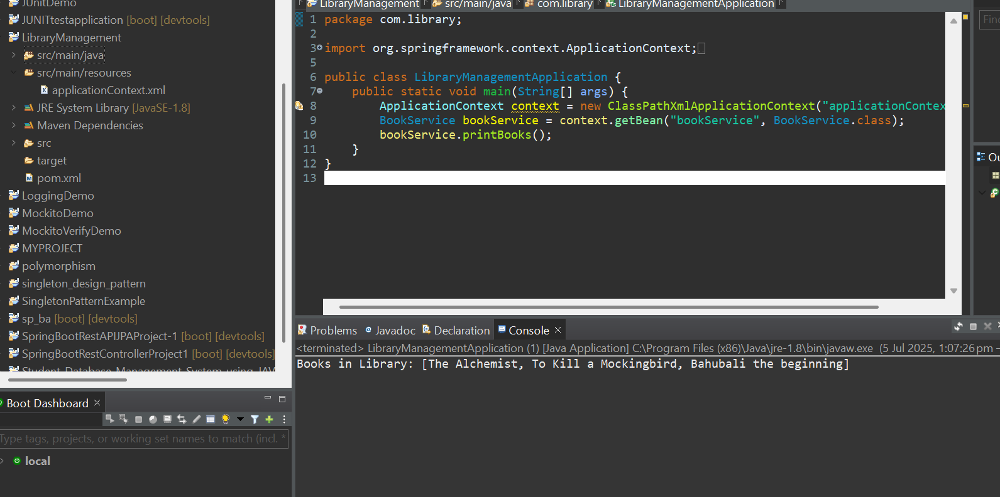 JUnitDemo
JUNITtestapplication [boot] [devtools]
LibraryManagement
src/main/java
src/main/resources
applicationContext.xml
JRE System Library [JavaSE-1.8]
Maven Dependencies
src
target
pom.xml
LoggingDemo
MockitoDemo
MockitoVerifyDemo
MYPROJECT
polymorphism
singleton_design_pattern
SingletonPatternExample
sp_ba [boot] [devtools]
SpringBootRestAPIJPAProject-1 [boot] [devtools]
SpringBootRestControllerProject1 [boot] [devtools]
Student_Database_Management_System_using_JAV
Boot Dashboard
Type tags, projects, or working set names to match (incl. *
local
LibraryManagement src/main/java com.library LibraryManagementApplication
1 package com.library;
2
3 import org.springframework.context.ApplicationContext;
5
6 public class LibraryManagementApplication {
7 public static void main(String[] args) {
8 ApplicationContext context = new ClassPathXmlApplicationContext("applicationContex
9 BookService bookService = context.getBean("bookService", BookService.class);
10 bookService.printBooks();
11 }
12 }
13
Problems Javadoc Declaration Console
<terminated> LibraryManagementApplication (1) [Java Application] C:\Program Files (x86)\Java\jre-1.8\bin\javaw.exe (5 Jul 2025, 1:07:26 pm –
Books in Library: [The Alchemist, To Kill a Mockingbird, Bahubali the beginning]
Find
Ou